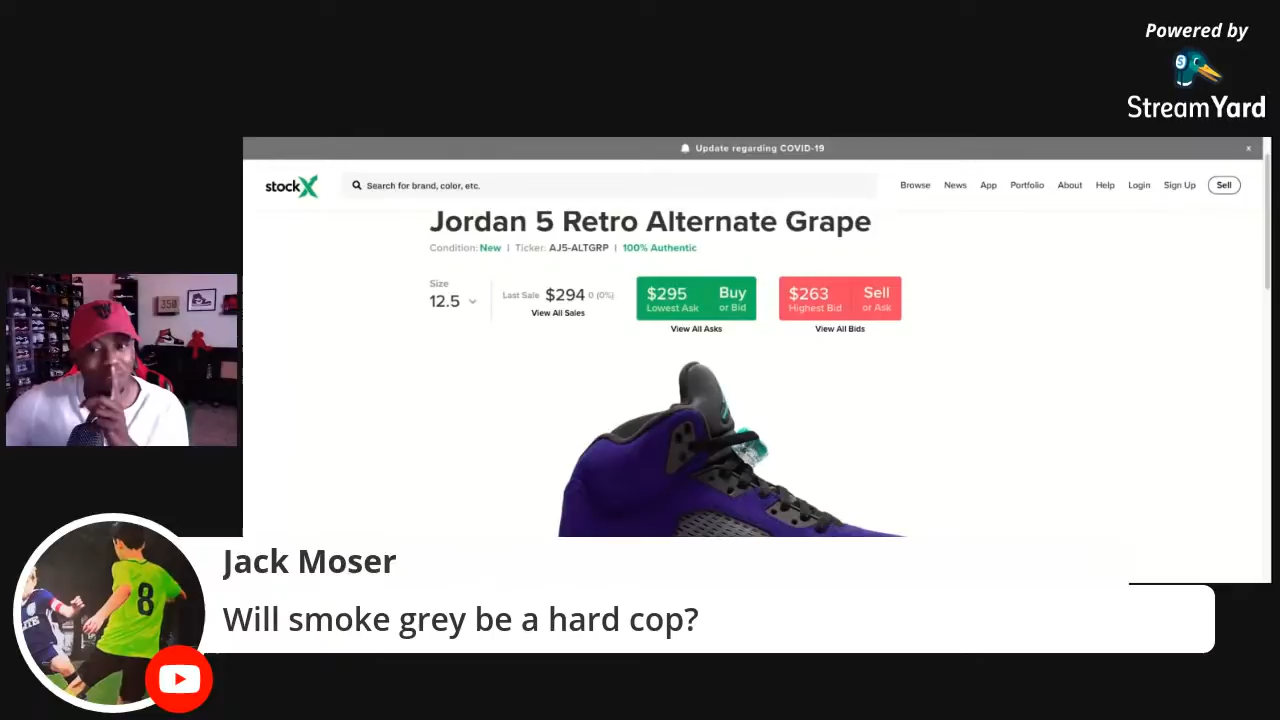 Powered by
StreamYard
Update regarding COVID-19
x
stockX
Search for brand, color, etc.
Browse News App Portfolio About Help Login Sign Up Sell
Jordan 5 Retro Alternate Grape
Condition: New | Ticker: AJ5-ALTGRP | 100% Authentic
Size
12.5
Last Sale $294 0 (0%)
View All Sales
$295 Buy
Lowest Ask or Bid
View All Asks
$263 Sell
Highest Bid or Ask
View All Bids
350
8
Jack Moser
Will smoke grey be a hard cop?